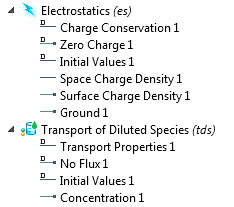 Electrostatics (es)
Charge Conservation 1
Zero Charge 1
Initial Values 1
Space Charge Density 1
Surface Charge Density 1
Ground 1
Transport of Diluted Species (tds)
Transport Properties 1
No Flux 1
Initial Values 1
Concentration 1